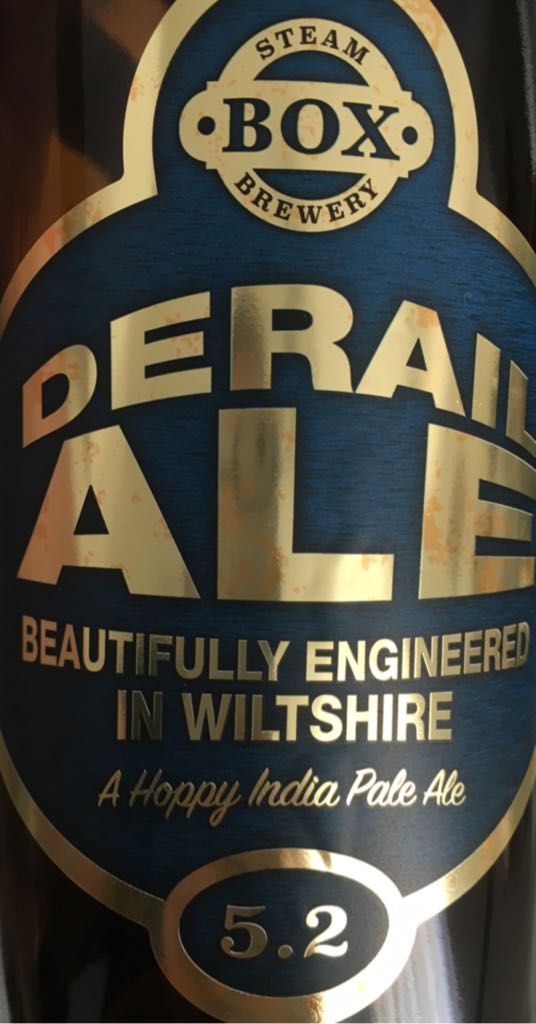 STEAM
BOX
BREWERY
DERAIL
ALE
BEAUTIFULLY ENGINEERED
IN WILTSHIRE
A Hoppy India Pale Ale
5.2